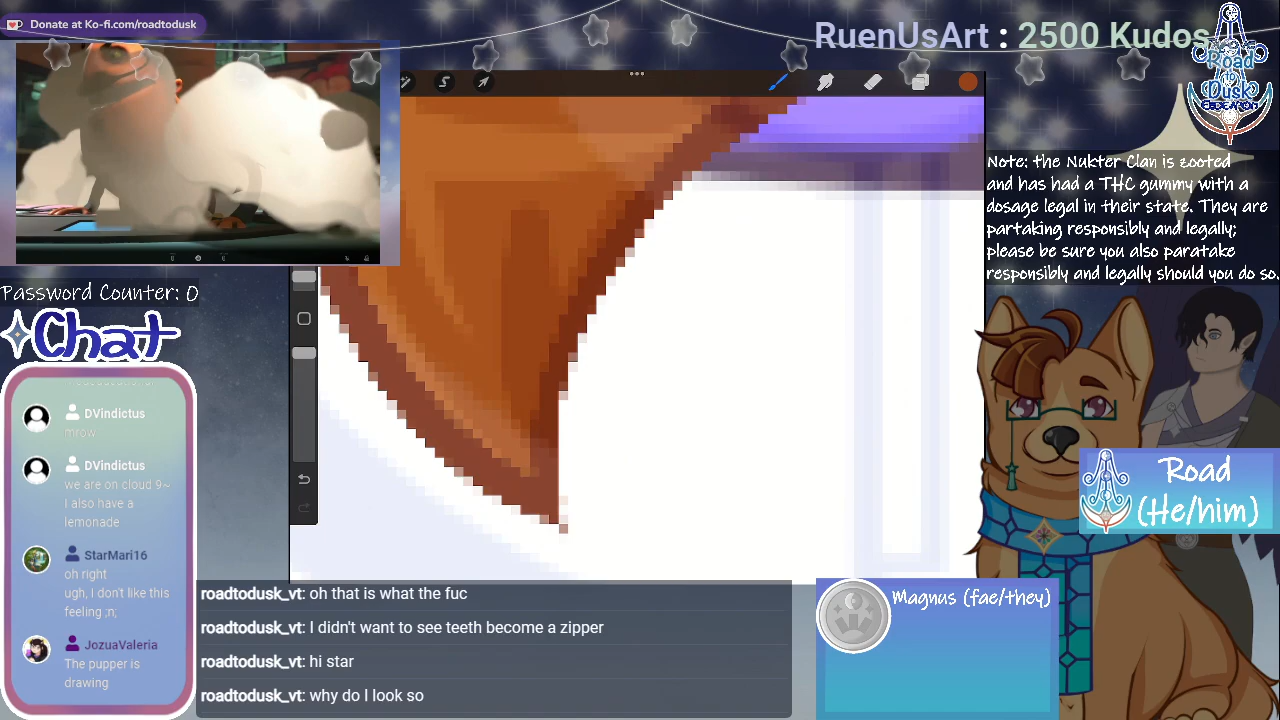 Donate at Ko-fi.com/roadtodusk
RuenUsArt : 2500 Kudos
Road
to
Dusk
Note: the Nukter Clan is zooted
and has had a THC gummy with a
dosage legal in their state. They are
partaking responsibly and legally;
please be sure you also paratake
responsibly and legally should you do so.
Password Counter: 0
Chat
DVindictus
mrow
DVindictus
we are on cloud 9~
I also have a
lemonade
StarMari16
oh right
ugh, I don't like this
feeling ;n;
JozuaValeria
The pupper is
drawing
roadtodusk_vt: oh that is what the fuc
roadtodusk_vt: I didn't want to see teeth become a zipper
roadtodusk_vt: hi star
roadtodusk_vt: why do I look so
Road
(He/him)
Magnus (fae/they)